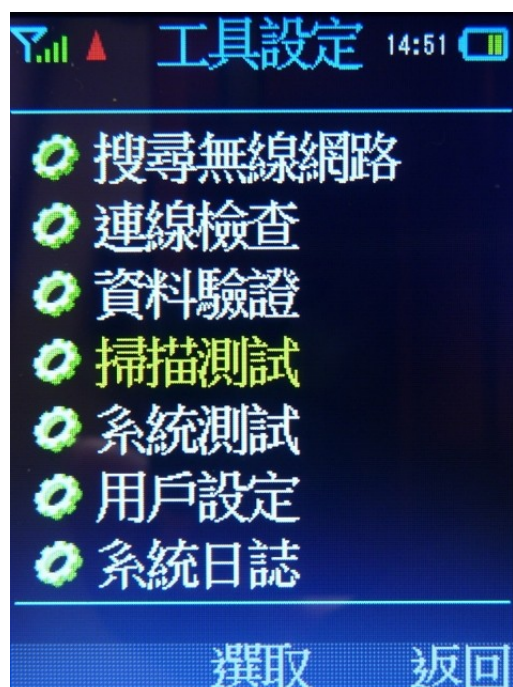 工具設定 14:51
搜尋無線網路
連線檢查
資料驗證
掃描測試
系統測試
用戶設定
系統日誌
選取 返回